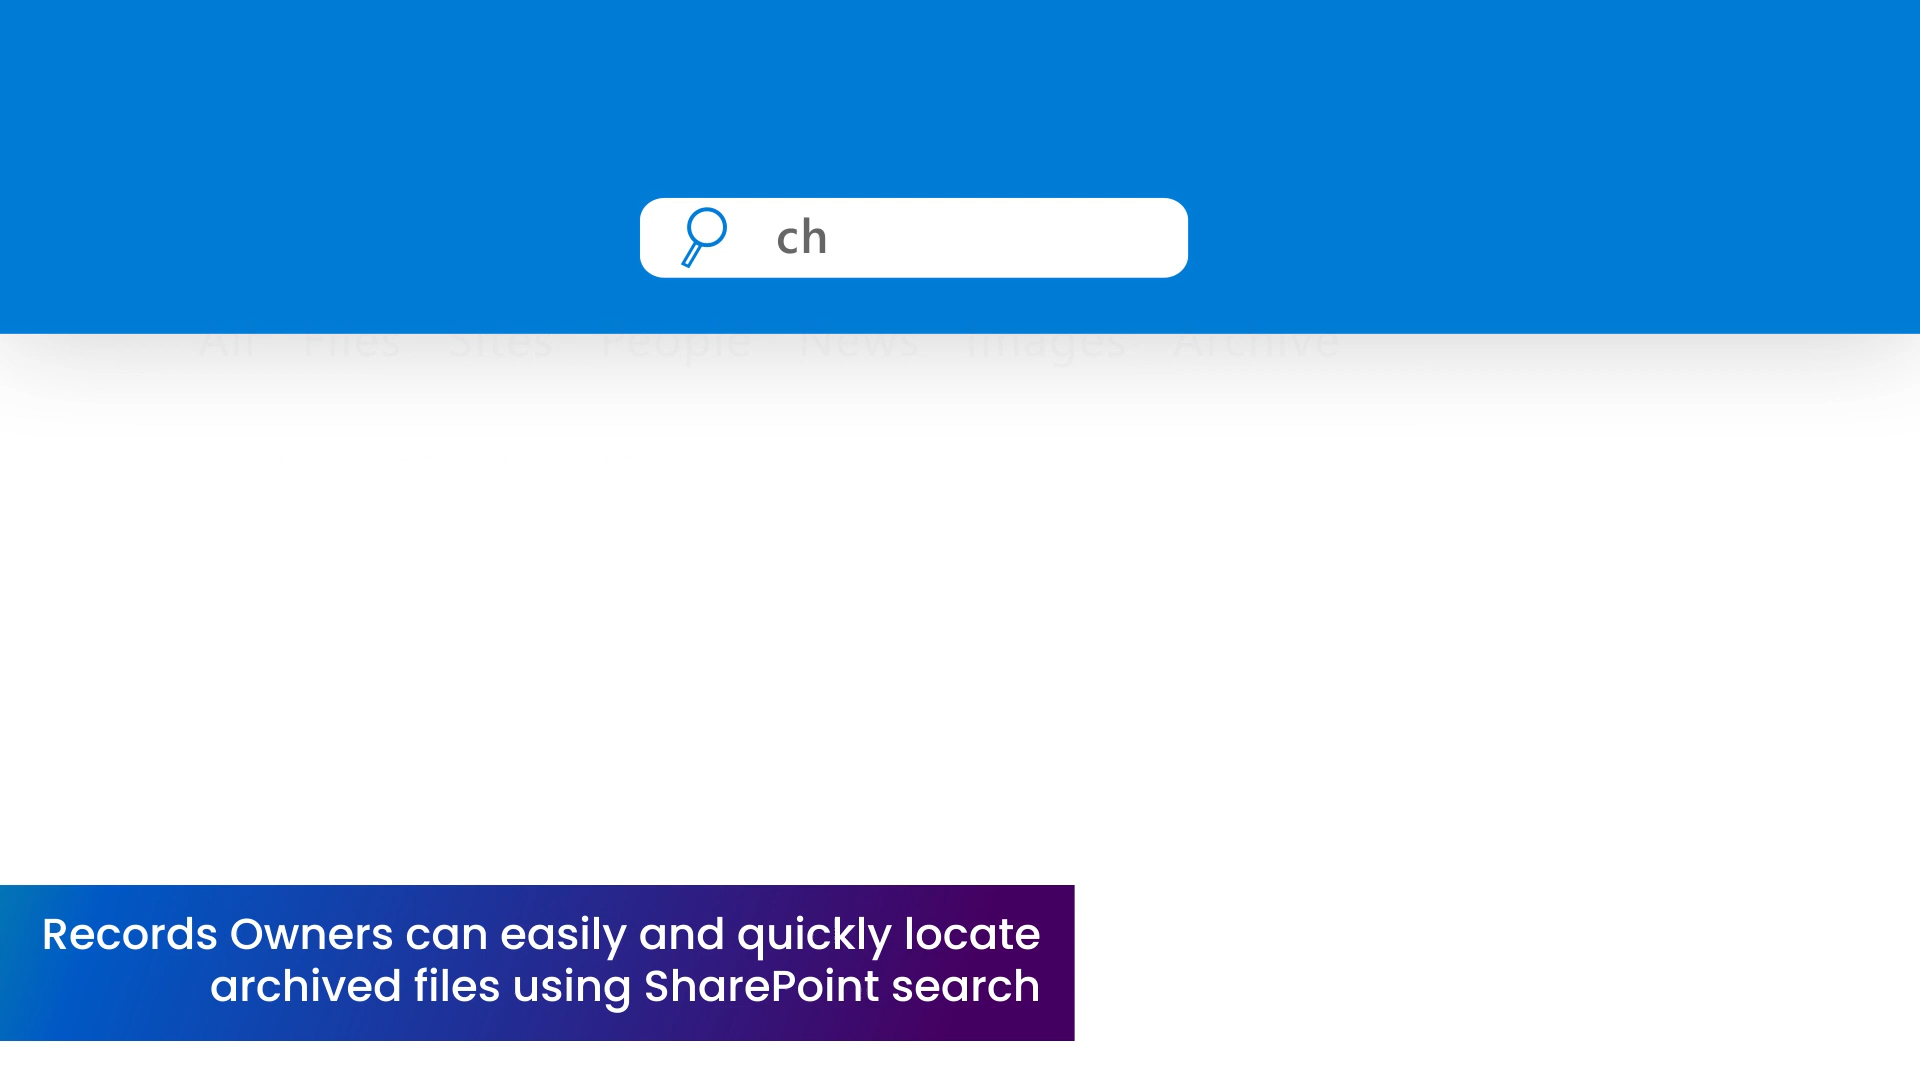 ch
All Files Sites People News Images Archive
Records Owners can easily and quickly locate
archived files using SharePoint search